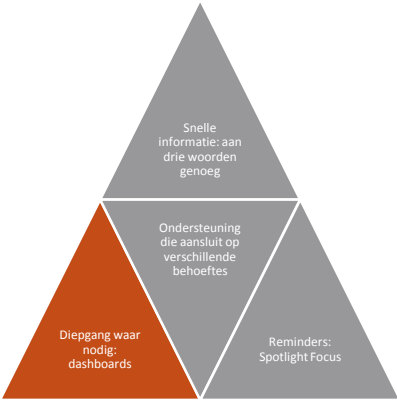 Snelle
informatie: aan
drie woorden
genoeg
Ondersteuning
die aansluit op
verschillende
behoeftes
Diepgang waar
nodig:
dashboards
Reminders:
Spotlight Focus